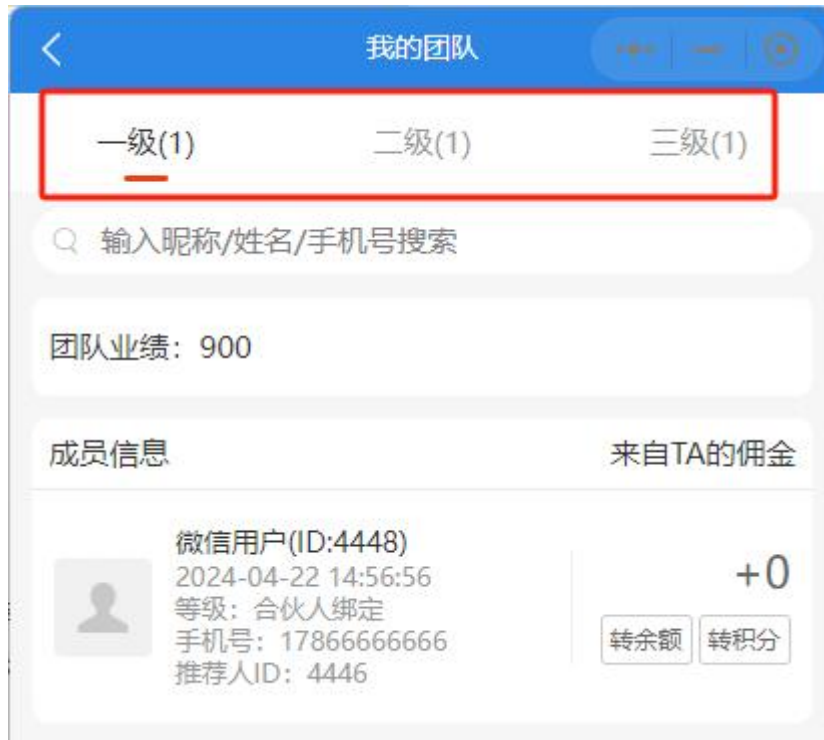 我的团队
一级(1) 二级(1) 三级(1)
输入昵称/姓名/手机号搜索
团队业绩：900
成员信息 来自TA的佣金
微信用户(ID:4448)
2024-04-22 14:56:56
等级：合伙人绑定
手机号：17866666666
推荐人ID：4446
+0
转余额 转积分